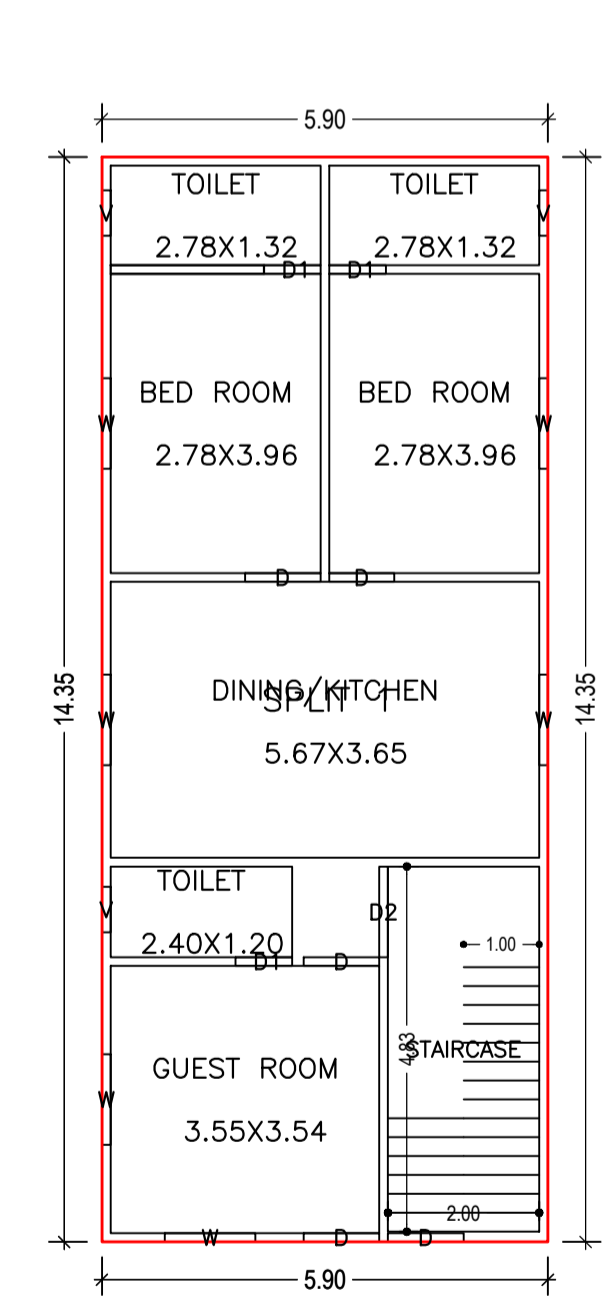 5.90
TOILET
TOILET
V
V
2.78X1.32
2.78X1.32
D1
D1
BED ROOM
BED ROOM
W
W
2.78X3.96
2.78X3.96
D
D
DINING/KITCHEN
SPLIT 1
14.35
14.35
W
W
5.67X3.65
TOILET
V
D2
2.40X1.20
1.00
D1
D
4.83
STAIRCASE
GUEST ROOM
W
3.55X3.54
2.00
W
D
D
5.90